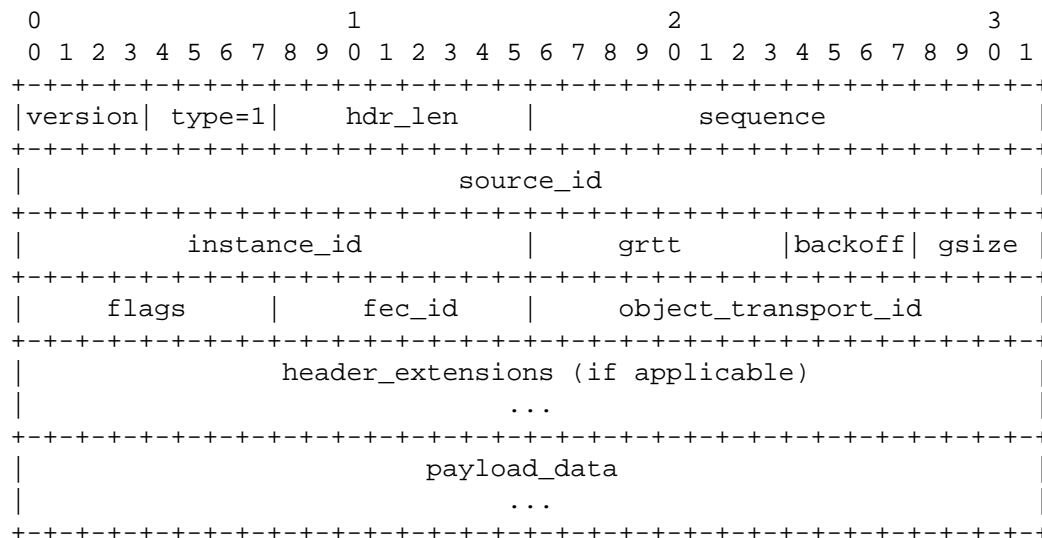 0                   1                   2                   3
0 1 2 3 4 5 6 7 8 9 0 1 2 3 4 5 6 7 8 9 0 1 2 3 4 5 6 7 8 9 0 1
+-+-+-+-+-+-+-+-+-+-+-+-+-+-+-+-+-+-+-+-+-+-+-+-+-+-+-+-+-+-+-+-+
|version| type=1| hdr_len | sequence |
+-+-+-+-+-+-+-+-+-+-+-+-+-+-+-+-+-+-+-+-+-+-+-+-+-+-+-+-+-+-+-+-+
| source_id |
+-+-+-+-+-+-+-+-+-+-+-+-+-+-+-+-+-+-+-+-+-+-+-+-+-+-+-+-+-+-+-+-+
| instance_id | grtt |backoff| gsize |
+-+-+-+-+-+-+-+-+-+-+-+-+-+-+-+-+-+-+-+-+-+-+-+-+-+-+-+-+-+-+-+-+
| flags | fec_id | object_transport_id |
+-+-+-+-+-+-+-+-+-+-+-+-+-+-+-+-+-+-+-+-+-+-+-+-+-+-+-+-+-+-+-+-+
| header_extensions (if applicable) |
| ... |
+-+-+-+-+-+-+-+-+-+-+-+-+-+-+-+-+-+-+-+-+-+-+-+-+-+-+-+-+-+-+-+-+
| payload_data |
| ... |
+-+-+-+-+-+-+-+-+-+-+-+-+-+-+-+-+-+-+-+-+-+-+-+-+-+-+-+-+-+-+-+-+